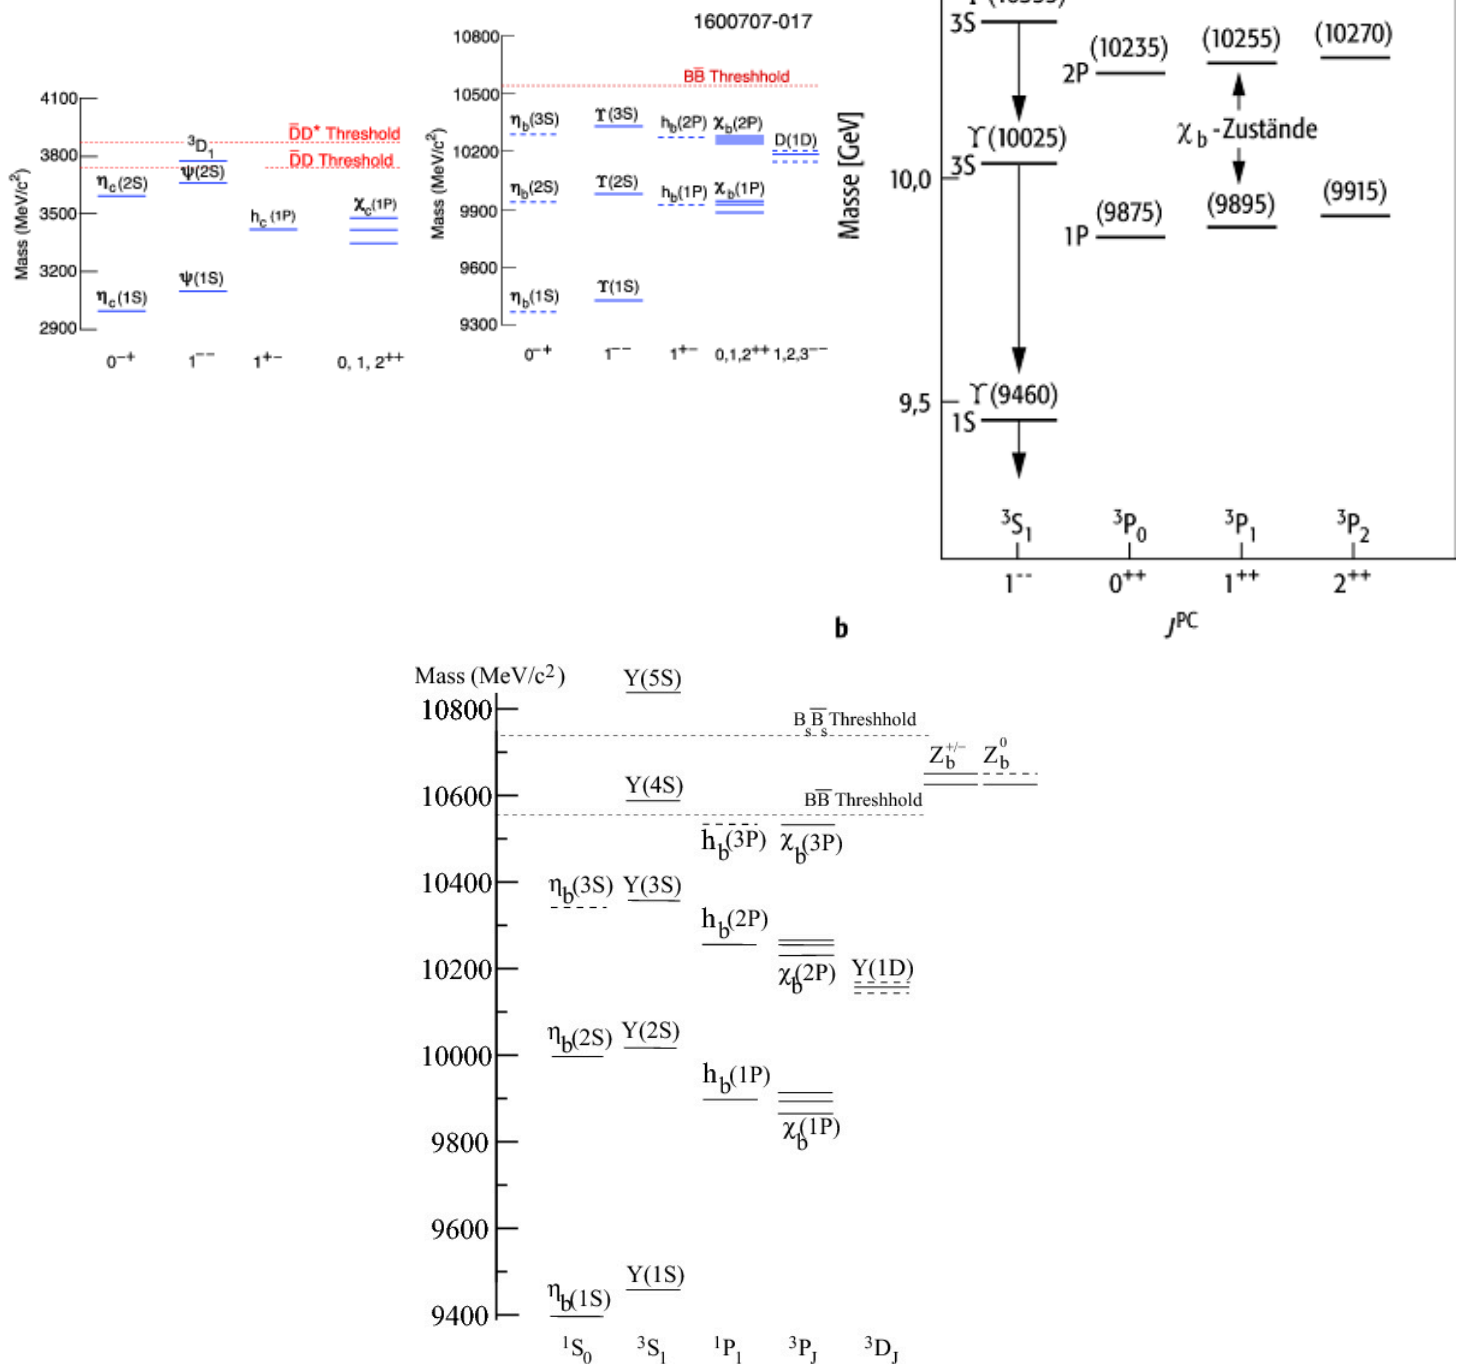 4100
3800
3500
3200
2900
Mass (MeV/c²)
D̅D* Threshold
D̅D Threshold
³D₁
ψ(2S)
η_c(2S)
h_c(1P)
χ_c(1P)
ψ(1S)
η_c(1S)
0⁻⁺ 1⁻⁻ 1⁺⁻ 0, 1, 2⁺⁺
1600707-017
10800
10500
10200
9900
9600
9300
Mass (MeV/c²)
BB̅ Threshhold
η_b(3S) ϒ(3S) h_b(2P) χ_b(2P)
D(1D)
η_b(2S) ϒ(2S) h_b(1P) χ_b(1P)
η_b(1S) ϒ(1S)
0⁻⁺ 1⁻⁻ 1⁺⁻ 0,1,2⁺⁺ 1,2,3⁻⁻
Masse [GeV]
10,0
9,5
3S
2P (10235) (10255) (10270)
χ_b-Zustände
ϒ(10025)
3S
1P (9875) (9895) (9915)
ϒ(9460)
1S
³S₁ ³P₀ ³P₁ ³P₂
1⁻⁻ 0⁺⁺ 1⁺⁺ 2⁺⁺
J^PC
b
Mass (MeV/c²)
Y(5S)
10800
B_sB̅_s Threshhold
Z_b^+/− Z_b^0
Y(4S)
10600
BB̅ Threshhold
h_b(3P) χ_b(3P)
10400
η_b(3S) Y(3S)
h_b(2P)
10200
χ_b(2P) Y(1D)
η_b(2S) Y(2S)
10000
h_b(1P)
χ_b(1P)
9800
9600
Y(1S)
η_b(1S)
9400
¹S₀ ³S₁ ¹P₁ ³P_J ³D_J